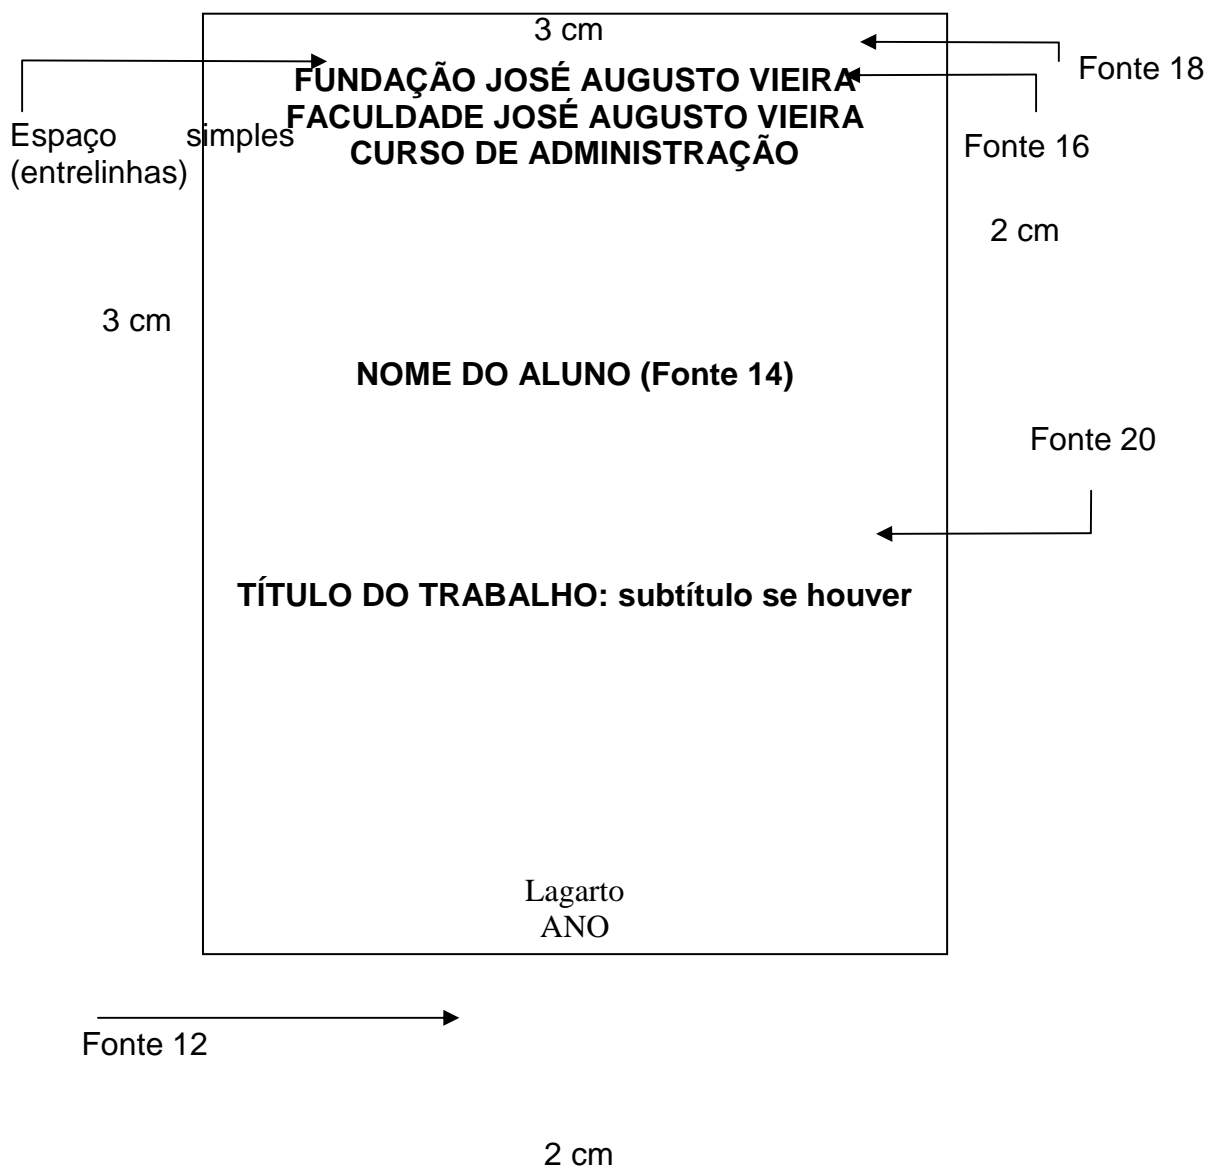 3 cm
Fonte 18
FUNDAÇÃO JOSÉ AUGUSTO VIEIRA
FACULDADE JOSÉ AUGUSTO VIEIRA
CURSO DE ADMINISTRAÇÃO
Espaço simples
(entrelinhas)
Fonte 16
2 cm
3 cm
NOME DO ALUNO (Fonte 14)
Fonte 20
TÍTULO DO TRABALHO: subtítulo se houver
Lagarto
ANO
Fonte 12
2 cm